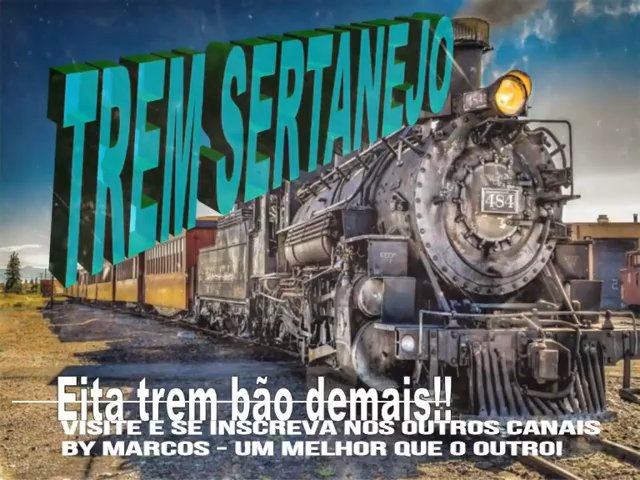 TREM SERTANEJO
484
Eita trem bão demais!!
VISITE E SE INSCREVA NOS OUTROS CANAIS
BY MARCOS - UM MELHOR QUE O OUTRO!